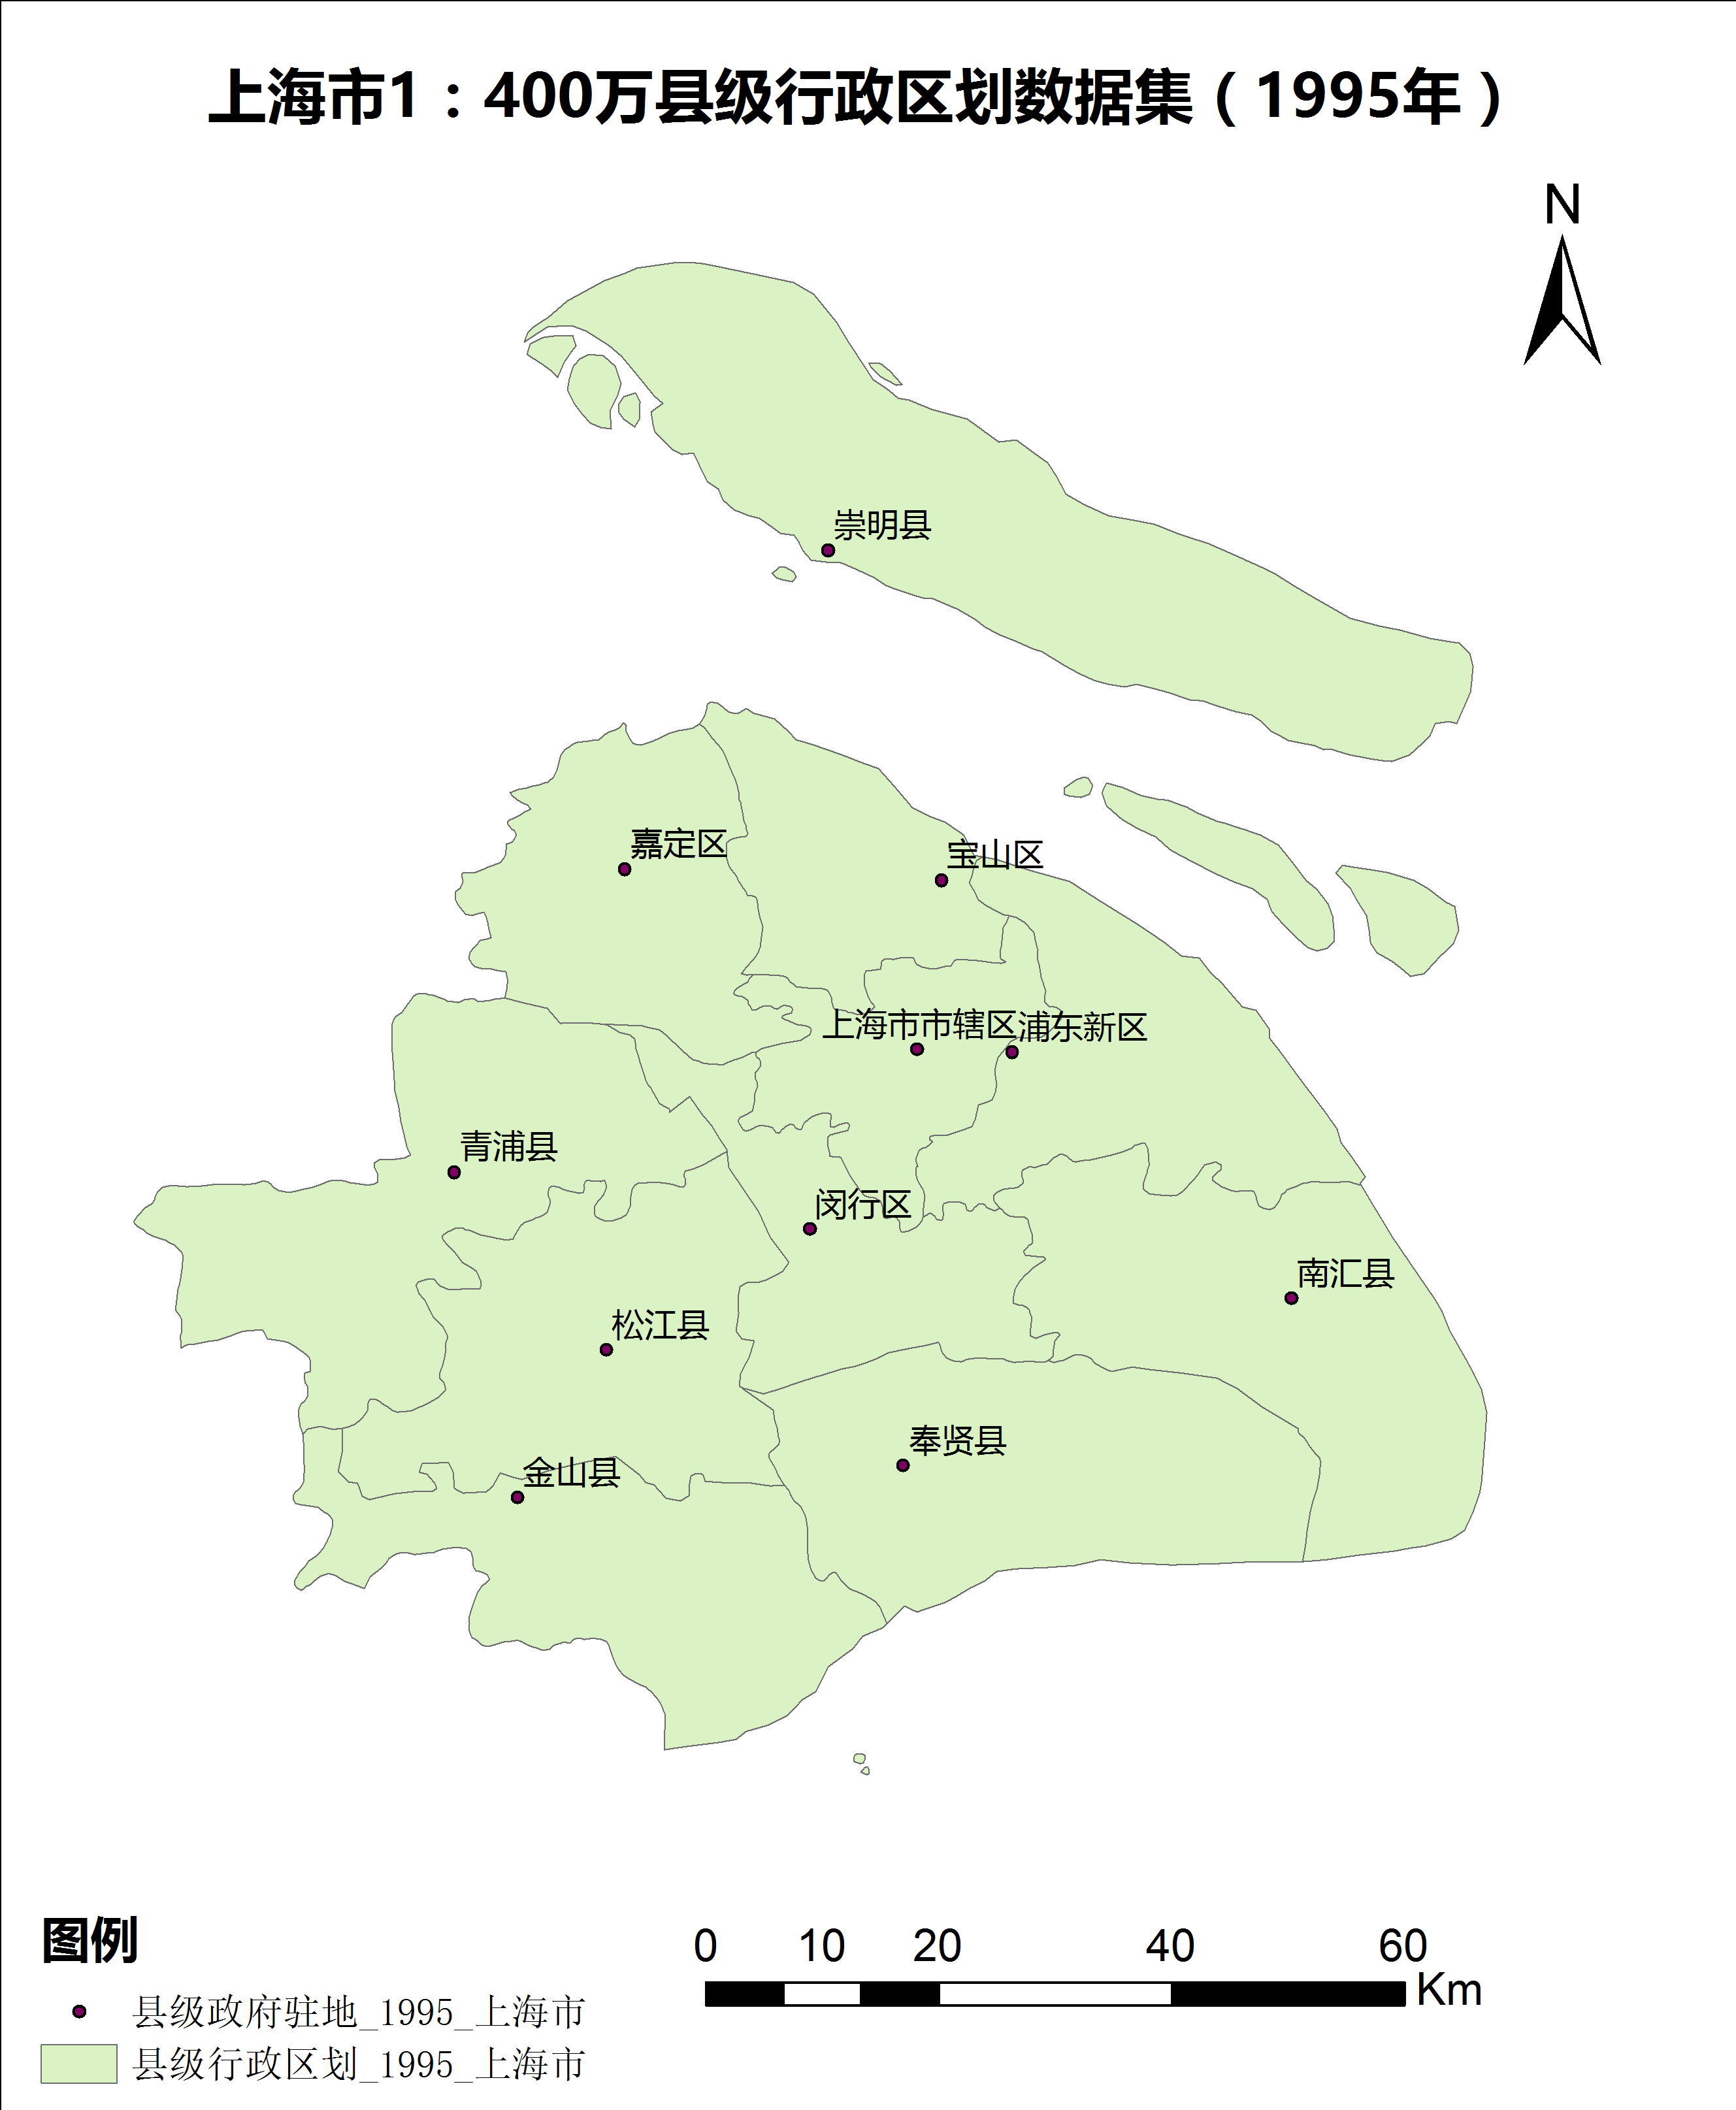 上海市1：400万县级行政区划数据集（1995年）
N
崇明县
嘉定区
宝山区
上海市市辖区
浦东新区
青浦县
闵行区
南汇县
松江县
奉贤县
金山县
图例
县级政府驻地_1995_上海市
县级行政区划_1995_上海市
0 10 20 40 60
Km